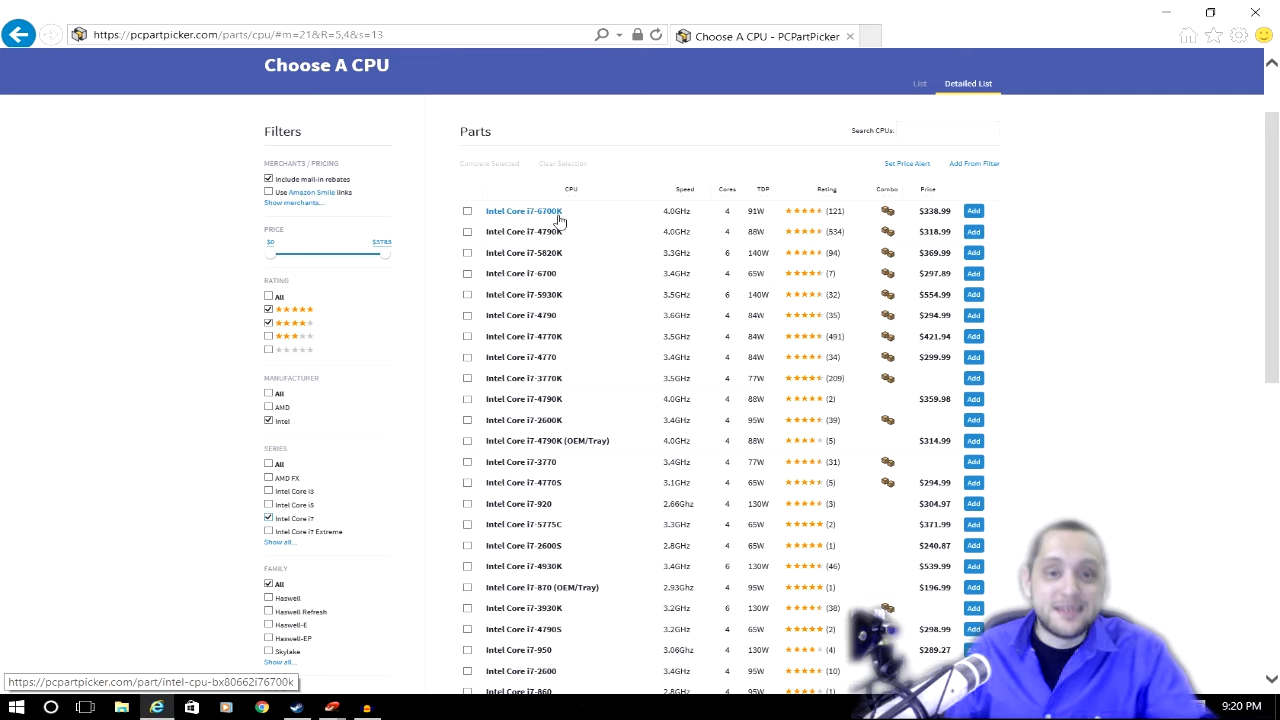 https://pcpartpicker.com/parts/cpu/#m=21&R=5,4&s=13
Choose A CPU - PCPartPicker
Choose A CPU
List
Detailed List
Filters
MERCHANTS / PRICING
Include mail-in rebates
Use Amazon Smile links
Show merchants...
PRICE
$0
RATING
All
MANUFACTURER
All
AMD
Intel
SERIES
All
AMD FX
Intel Core i3
Intel Core i5
Intel Core i7
Intel Core i7 Extreme
Show all...
FAMILY
All
Haswell
Haswell Refresh
Haswell-E
Haswell-EP
Skylake
Show all...
Parts
Search CPUs:
Compare Selected Clear Selection
Set Price Alert Add From Filter
CPU Speed Cores TDP Rating Combo Price
Intel Core i7-6700K 4.0GHz 4 91W (121) $338.99 Add
Intel Core i7-4790K 4.0GHz 4 88W (534) $318.99 Add
Intel Core i7-5820K 3.3GHz 6 140W (94) $369.99 Add
Intel Core i7-6700 3.4GHz 4 65W (7) $297.89 Add
Intel Core i7-5930K 3.5GHz 6 140W (32) $554.99 Add
Intel Core i7-4790 3.6GHz 4 84W (35) $294.99 Add
Intel Core i7-4770K 3.5GHz 4 84W (491) $421.94 Add
Intel Core i7-4770 3.4GHz 4 84W (34) $299.99 Add
Intel Core i7-3770K 3.5GHz 4 77W (209) Add
Intel Core i7-4790K 4.0GHz 4 88W (2) $359.98 Add
Intel Core i7-2600K 3.4GHz 4 95W (39) Add
Intel Core i7-4790K (OEM/Tray) 4.0GHz 4 88W (5) $314.99 Add
Intel Core i7-3770 3.4GHz 4 77W (31) Add
Intel Core i7-4770S 3.1GHz 4 65W (5) $294.99 Add
Intel Core i7-920 2.66Ghz 4 130W (3) $304.97 Add
Intel Core i7-5775C 3.3GHz 4 65W (2) $371.99 Add
Intel Core i7-2600S 2.8GHz 4 65W (1) $240.87 Add
Intel Core i7-4930K 3.4GHz 6 130W (46) $539.99 Add
Intel Core i7-870 (OEM/Tray) 2.93Ghz 4 95W (1) $196.99 Add
Intel Core i7-3930K 3.2GHz 6 130W (38) Add
Intel Core i7-4790S 3.2GHz 4 65W (2) $298.99 Add
Intel Core i7-950 3.06Ghz 4 130W (4) $289.27
Intel Core i7-2600 3.4GHz 4 95W (10) Add
Intel Core i7-860 2.8GHz 4 95W (1)
https://pcpartpicker.com/part/intel-cpu-bx80662i76700k
9:20 PM